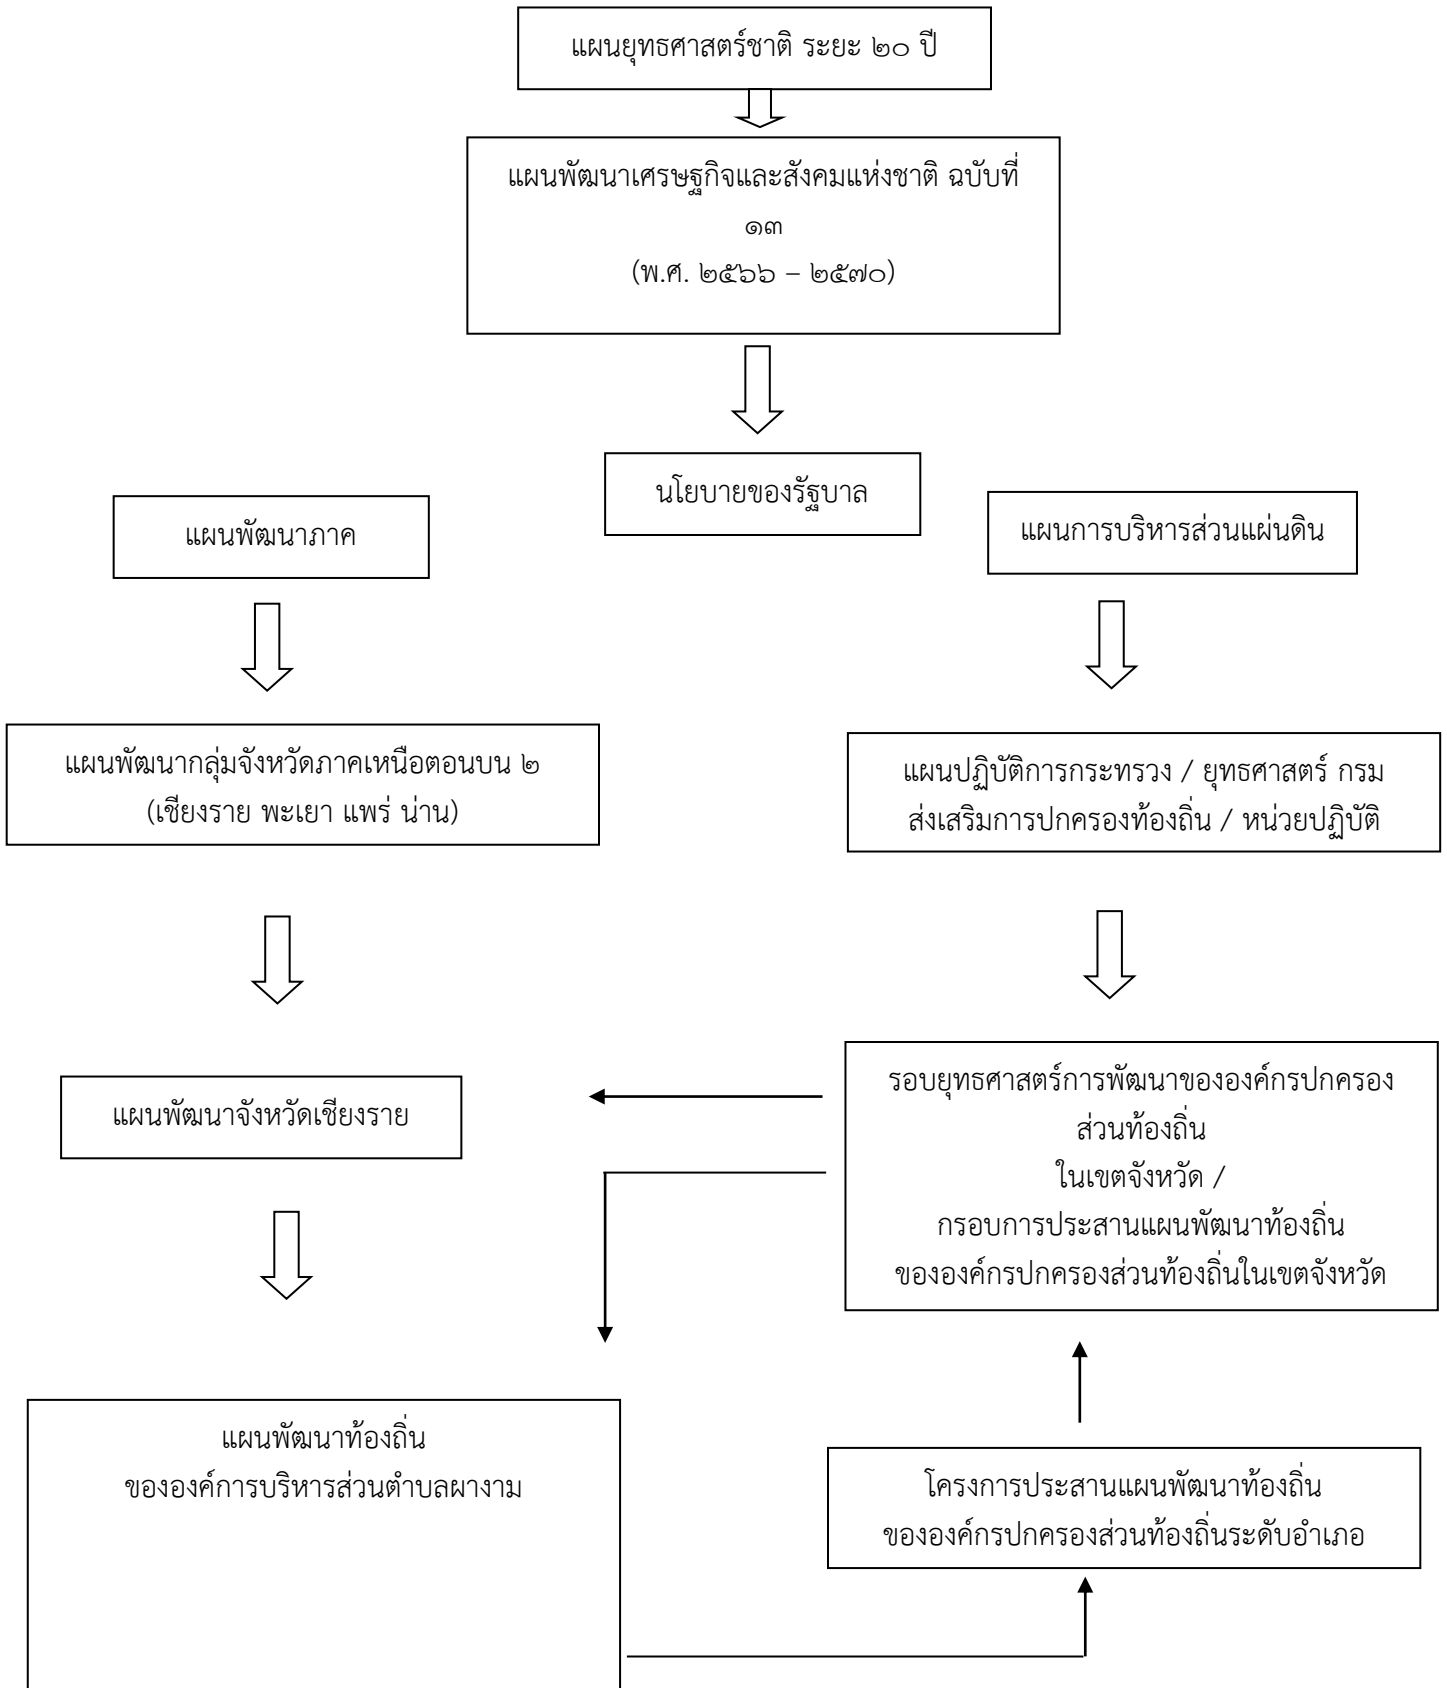 แผนยุทธศาสตร์ชาติ ระยะ ๒๐ ปี
แผนพัฒนาเศรษฐกิจและสังคมแห่งชาติ ฉบับที่
๑๓
(พ.ศ. ๒๕๖๖ – ๒๕๗๐)
นโยบายของรัฐบาล
แผนพัฒนาภาค
แผนการบริหารส่วนแผ่นดิน
แผนพัฒนากลุ่มจังหวัดภาคเหนือตอนบน ๒
(เชียงราย พะเยา แพร่ น่าน)
แผนปฏิบัติการกระทรวง / ยุทธศาสตร์ กรม
ส่งเสริมการปกครองท้องถิ่น / หน่วยปฏิบัติ
แผนพัฒนาจังหวัดเชียงราย
รอบยุทธศาสตร์การพัฒนาขององค์กรปกครอง
ส่วนท้องถิ่น
ในเขตจังหวัด /
กรอบการประสานแผนพัฒนาท้องถิ่น
ขององค์กรปกครองส่วนท้องถิ่นในเขตจังหวัด
แผนพัฒนาท้องถิ่น
ขององค์การบริหารส่วนตำบลผางาม
โครงการประสานแผนพัฒนาท้องถิ่น
ขององค์กรปกครองส่วนท้องถิ่นระดับอำเภอ